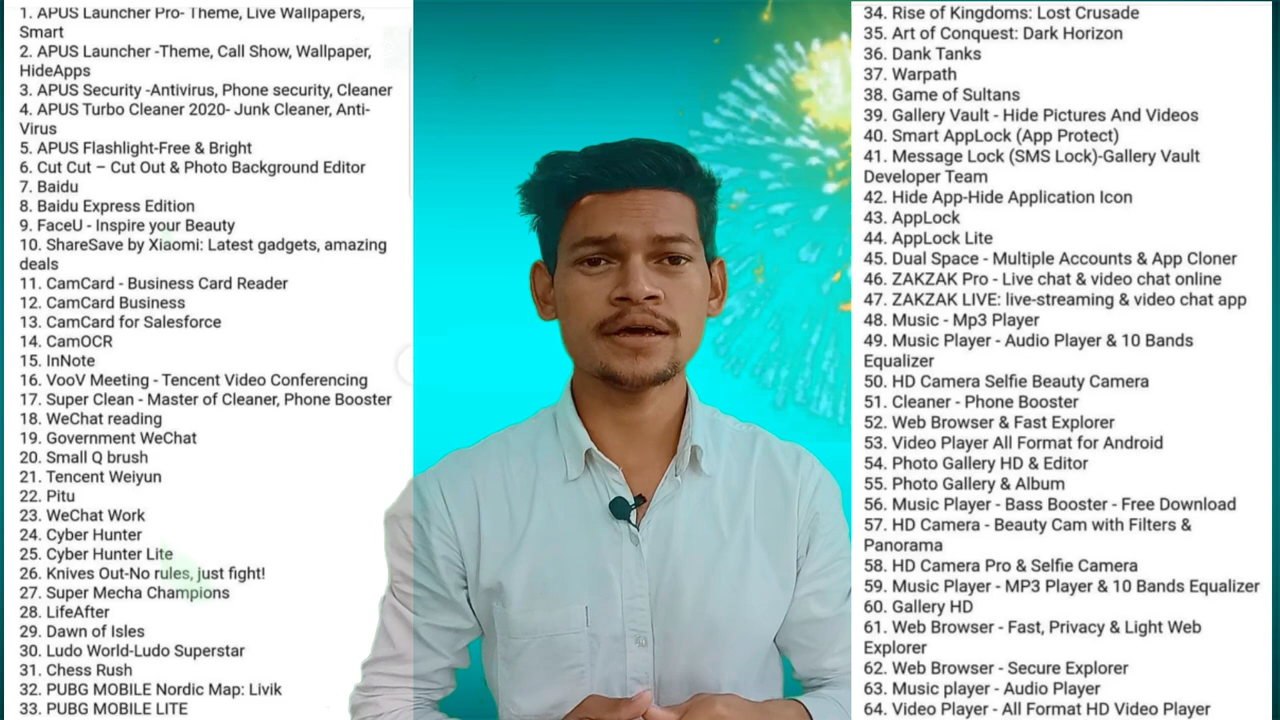 1. APUS Launcher Pro- Theme, Live Wallpapers,
Smart
2. APUS Launcher -Theme, Call Show, Wallpaper,
HideApps
3. APUS Security -Antivirus, Phone security, Cleaner
4. APUS Turbo Cleaner 2020- Junk Cleaner, Anti-
Virus
5. APUS Flashlight-Free & Bright
6. Cut Cut – Cut Out & Photo Background Editor
7. Baidu
8. Baidu Express Edition
9. FaceU - Inspire your Beauty
10. ShareSave by Xiaomi: Latest gadgets, amazing
deals
11. CamCard - Business Card Reader
12. CamCard Business
13. CamCard for Salesforce
14. CamOCR
15. InNote
16. VooV Meeting - Tencent Video Conferencing
17. Super Clean - Master of Cleaner, Phone Booster
18. WeChat reading
19. Government WeChat
20. Small Q brush
21. Tencent Weiyun
22. Pitu
23. WeChat Work
24. Cyber Hunter
25. Cyber Hunter Lite
26. Knives Out-No rules, just fight!
27. Super Mecha Champions
28. LifeAfter
29. Dawn of Isles
30. Ludo World-Ludo Superstar
31. Chess Rush
32. PUBG MOBILE Nordic Map: Livik
33. PUBG MOBILE LITE
34. Rise of Kingdoms: Lost Crusade
35. Art of Conquest: Dark Horizon
36. Dank Tanks
37. Warpath
38. Game of Sultans
39. Gallery Vault - Hide Pictures And Videos
40. Smart AppLock (App Protect)
41. Message Lock (SMS Lock)-Gallery Vault
Developer Team
42. Hide App-Hide Application Icon
43. AppLock
44. AppLock Lite
45. Dual Space - Multiple Accounts & App Cloner
46. ZAKZAK Pro - Live chat & video chat online
47. ZAKZAK LIVE: live-streaming & video chat app
48. Music - Mp3 Player
49. Music Player - Audio Player & 10 Bands
Equalizer
50. HD Camera Selfie Beauty Camera
51. Cleaner - Phone Booster
52. Web Browser & Fast Explorer
53. Video Player All Format for Android
54. Photo Gallery HD & Editor
55. Photo Gallery & Album
56. Music Player - Bass Booster - Free Download
57. HD Camera - Beauty Cam with Filters &
Panorama
58. HD Camera Pro & Selfie Camera
59. Music Player - MP3 Player & 10 Bands Equalizer
60. Gallery HD
61. Web Browser - Fast, Privacy & Light Web
Explorer
62. Web Browser - Secure Explorer
63. Music player - Audio Player
64. Video Player - All Format HD Video Player